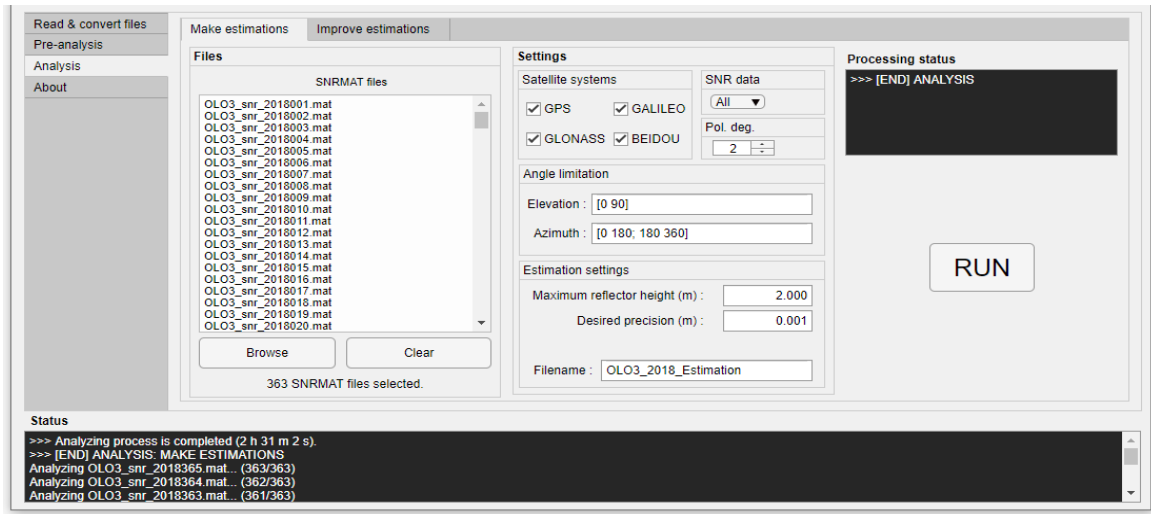 Read & convert files
Pre-analysis
Analysis
About
Make estimations
Improve estimations
Files
SNRMAT files
OLO3_snr_2018001.mat
OLO3_snr_2018002.mat
OLO3_snr_2018003.mat
OLO3_snr_2018004.mat
OLO3_snr_2018005.mat
OLO3_snr_2018006.mat
OLO3_snr_2018007.mat
OLO3_snr_2018008.mat
OLO3_snr_2018009.mat
OLO3_snr_2018010.mat
OLO3_snr_2018011.mat
OLO3_snr_2018012.mat
OLO3_snr_2018013.mat
OLO3_snr_2018014.mat
OLO3_snr_2018015.mat
OLO3_snr_2018016.mat
OLO3_snr_2018017.mat
OLO3_snr_2018018.mat
OLO3_snr_2018019.mat
OLO3_snr_2018020.mat
Browse
Clear
363 SNRMAT files selected.
Settings
Satellite systems
GPS
GALILEO
GLONASS
BEIDOU
SNR data
All
Pol. deg.
2
Angle limitation
Elevation : [0 90]
Azimuth : [0 180; 180 360]
Estimation settings
Maximum reflector height (m) : 2.000
Desired precision (m) : 0.001
Filename : OLO3_2018_Estimation
Processing status
>>> [END] ANALYSIS
RUN
Status
>>> Analyzing process is completed (2 h 31 m 2 s).
>>> [END] ANALYSIS: MAKE ESTIMATIONS
Analyzing OLO3_snr_2018365.mat... (363/363)
Analyzing OLO3_snr_2018364.mat... (362/363)
Analyzing OLO3_snr_2018363.mat... (361/363)